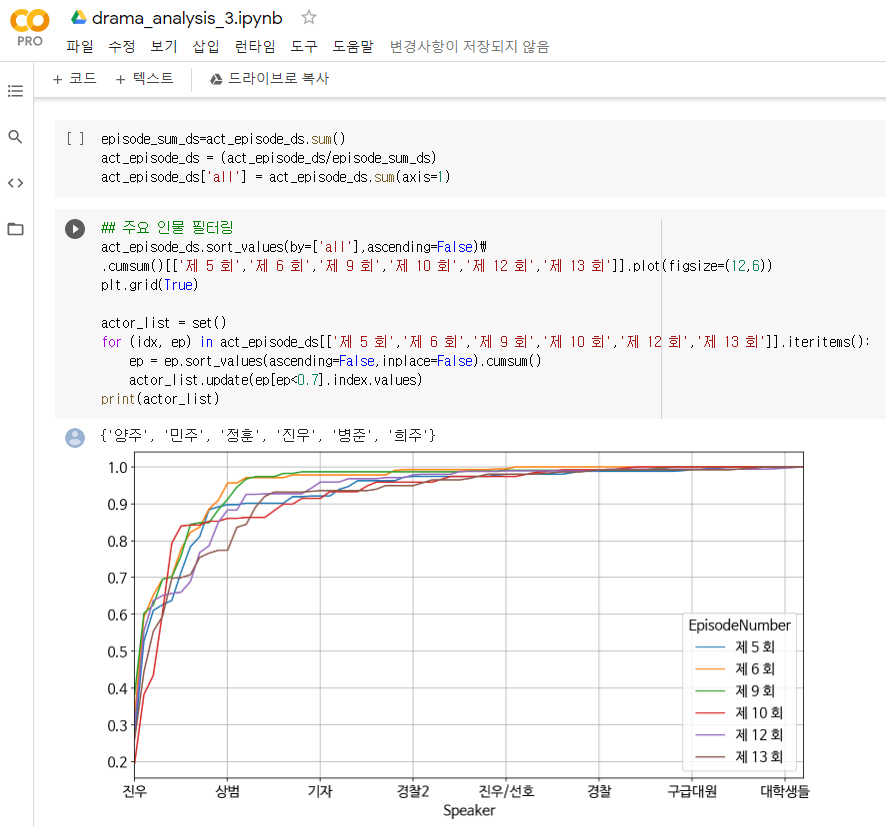 CO
PRO
drama_analysis_3.ipynb
파일 수정 보기 삽입 런타임 도구 도움말 변경사항이 저장되지 않음
+ 코드 + 텍스트 드라이브로 복사
[ ] episode_sum_ds=act_episode_ds.sum()
act_episode_ds = (act_episode_ds/episode_sum_ds)
act_episode_ds['all'] = act_episode_ds.sum(axis=1)
## 주요 인물 필터링
act_episode_ds.sort_values(by=['all'],ascending=False)₩
.cumsum()[['제 5 회','제 6 회','제 9 회','제 10 회','제 12 회','제 13 회']].plot(figsize=(12,6))
plt.grid(True)
actor_list = set()
for (idx, ep) in act_episode_ds[['제 5 회','제 6 회','제 9 회','제 10 회','제 12 회','제 13 회']].iteritems():
ep = ep.sort_values(ascending=False,inplace=False).cumsum()
actor_list.update(ep[ep<0.7].index.values)
print(actor_list)
{'양주', '민주', '정훈', '진우', '병준', '희주'}
1.0
0.9
0.8
0.7
0.6
0.5
0.4
0.3
0.2
EpisodeNumber
제 5 회
제 6 회
제 9 회
제 10 회
제 12 회
제 13 회
진우 상범 기자 경찰2 진우/선호 경찰 구급대원 대학생들
Speaker